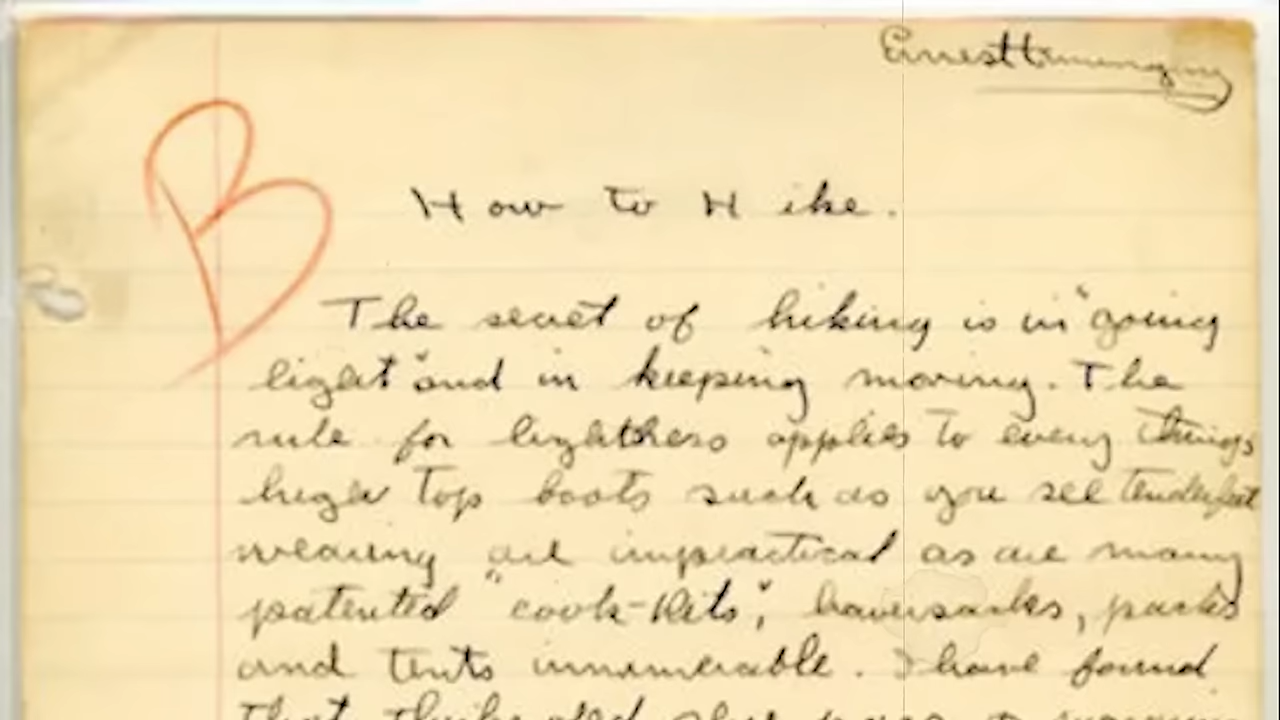 Ernest Hemingway
B
How to Hike.
The secret of hiking is in "going
light" and in keeping moving. The
rule for lightness applies to every things
high top boots such as you see tenderfeet
wearing are impractical as are many
patented "cook-kits", haversacks, packs
and tents innumerable. I have found
that